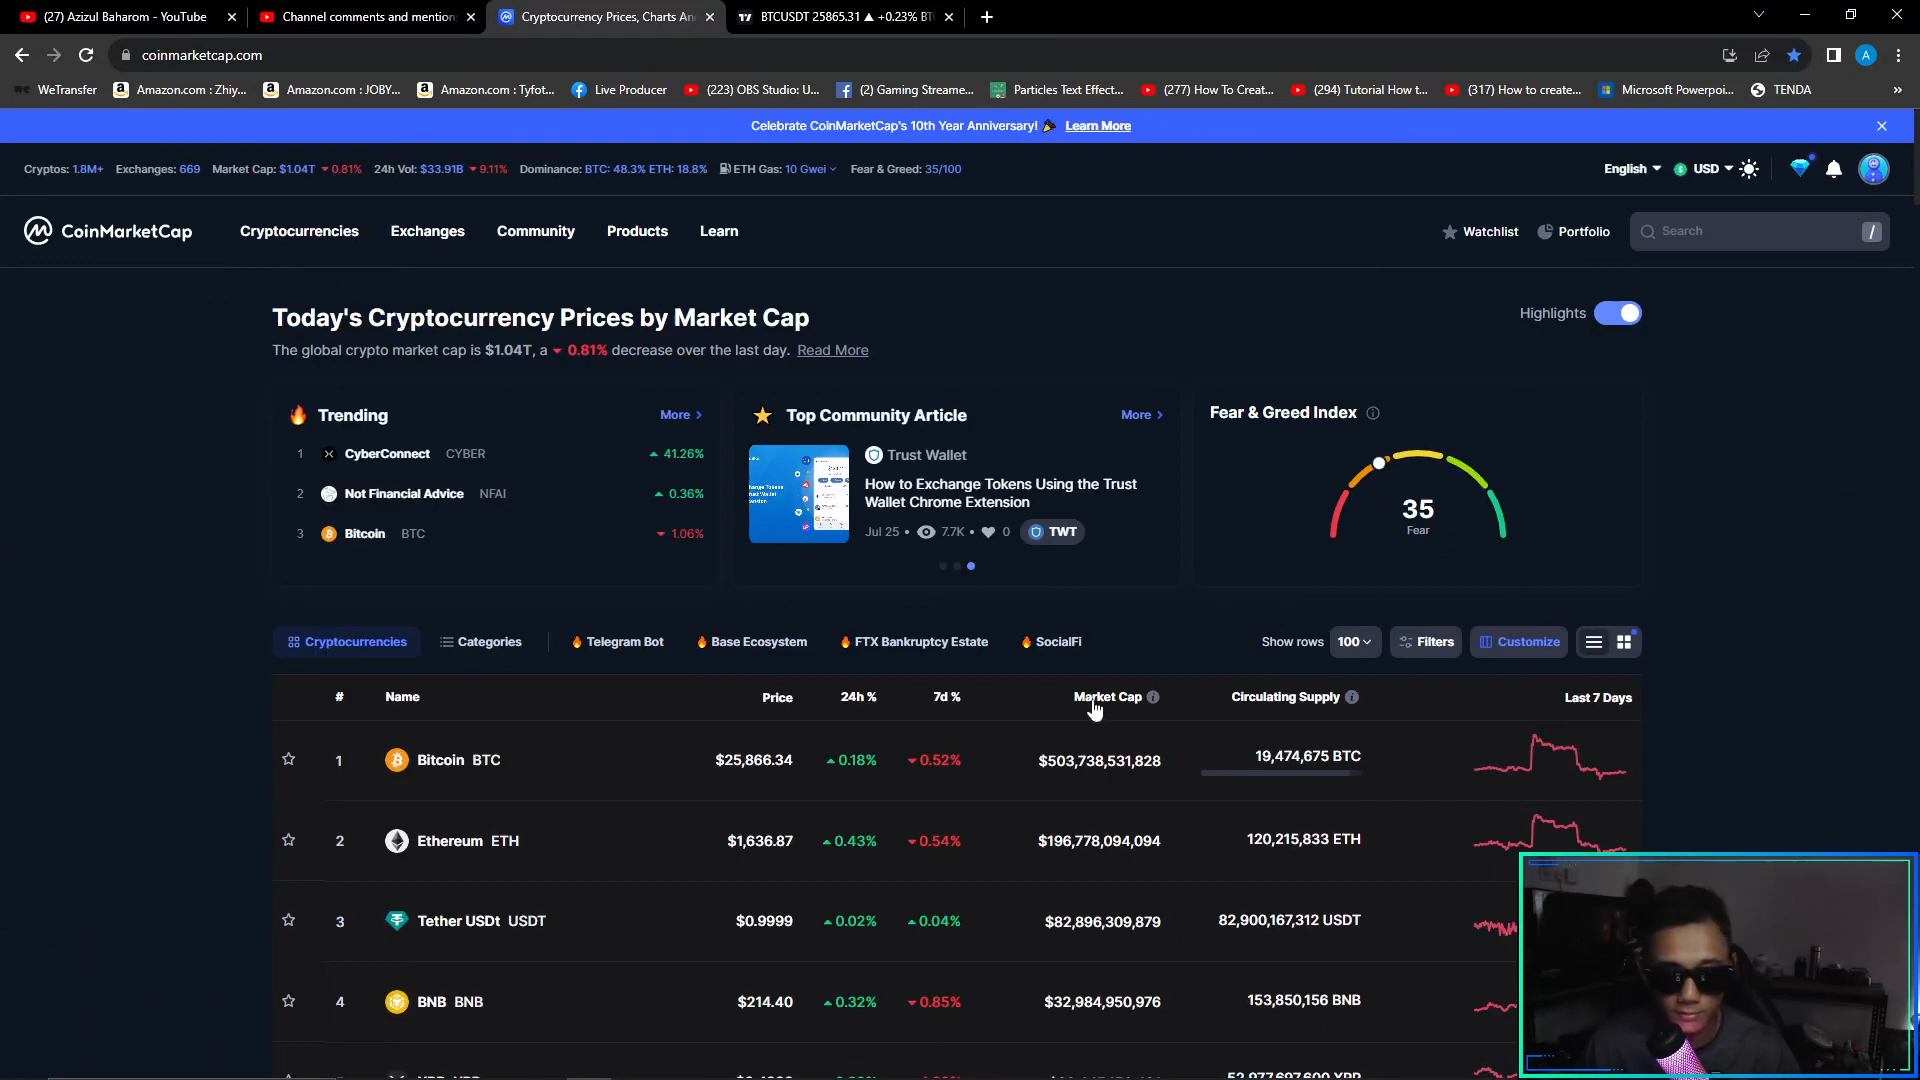 (27) Azizul Baharom - YouTube
Channel comments and mention
Cryptocurrency Prices, Charts An
BTCUSDT 25865.31 ▲ +0.23% BT
coinmarketcap.com
WeTransfer
Amazon.com : Zhiy...
Amazon.com : JOBY...
Amazon.com : Tyfot...
Live Producer
(223) OBS Studio: U...
(2) Gaming Streame...
Particles Text Effect...
(277) How To Creat...
(294) Tutorial How t...
(317) How to create...
Microsoft Powerpoi...
TENDA
Celebrate CoinMarketCap's 10th Year Anniversary! Learn More
Cryptos: 1.8M+ Exchanges: 669 Market Cap: $1.04T 0.81% 24h Vol: $33.91B 9.11% Dominance: BTC: 48.3% ETH: 18.8% ETH Gas: 10 Gwei Fear & Greed: 35/100
English USD
CoinMarketCap Cryptocurrencies Exchanges Community Products Learn
Watchlist Portfolio Search /
Today's Cryptocurrency Prices by Market Cap
Highlights
The global crypto market cap is $1.04T, a 0.81% decrease over the last day. Read More
Trending More
1 CyberConnect CYBER 41.26%
2 Not Financial Advice NFAI 0.36%
3 Bitcoin BTC 1.06%
Top Community Article More
Trust Wallet
How to Exchange Tokens Using the Trust
Wallet Chrome Extension
Jul 25 • 7.7K • 0 TWT
Fear & Greed Index
35
Fear
Cryptocurrencies Categories Telegram Bot Base Ecosystem FTX Bankruptcy Estate SocialFi
Show rows 100 Filters Customize
# Name Price 24h % 7d % Market Cap Circulating Supply Last 7 Days
1 Bitcoin BTC $25,866.34 0.18% 0.52% $503,738,531,828 19,474,675 BTC
2 Ethereum ETH $1,636.87 0.43% 0.54% $196,778,094,094 120,215,833 ETH
3 Tether USDt USDT $0.9999 0.02% 0.04% $82,896,309,879 82,900,167,312 USDT
4 BNB BNB $214.40 0.32% 0.85% $32,984,950,976 153,850,156 BNB